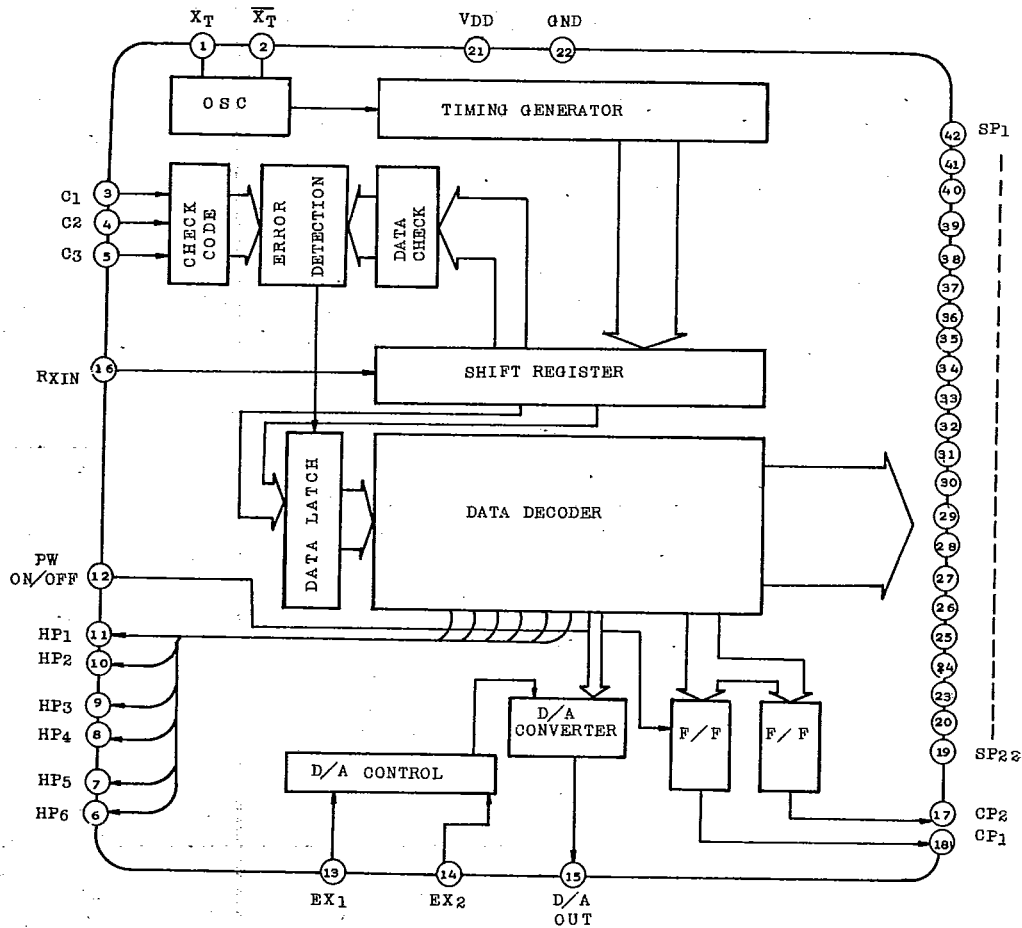 XT
XT
VDD
GND
1
2
21
22
OSC
TIMING GENERATOR
42
SP1
41
40
39
38
37
36
35
34
33
32
31
30
29
28
27
26
25
24
23
20
19
SP22
C1
3
C2
4
C3
5
CHECK
CODE
ERROR
DETECTION
DATA
CHECK
RXIN
16
SHIFT REGISTER
DATA LATCH
DATA DECODER
PW
ON/OFF
12
HP1
11
HP2
10
HP3
9
HP4
8
HP5
7
HP6
6
D/A
CONVERTER
F/F
F/F
D/A CONTROL
17
CP2
18
CP1
13
14
15
EX1
EX2
D/A
OUT